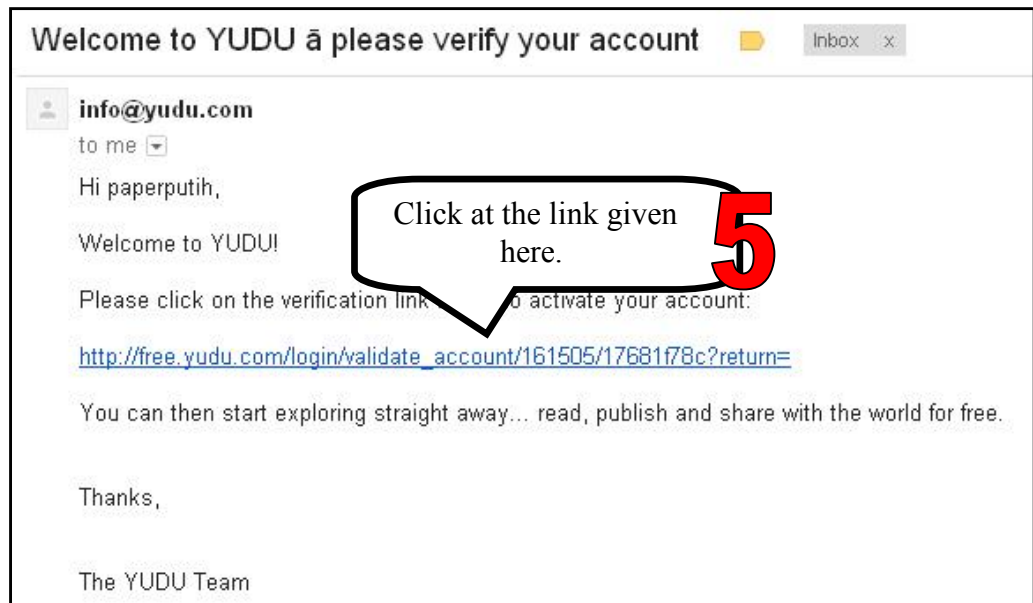 Welcome to YUDU ā please verify your account
Inbox x
info@yudu.com
to me
Hi paperputih,
Click at the link given
here.
5
Welcome to YUDU!
Please click on the verification link o activate your account:
http://free.yudu.com/login/validate_account/161505/17681f78c?return=
You can then start exploring straight away... read, publish and share with the world for free.
Thanks,
The YUDU Team